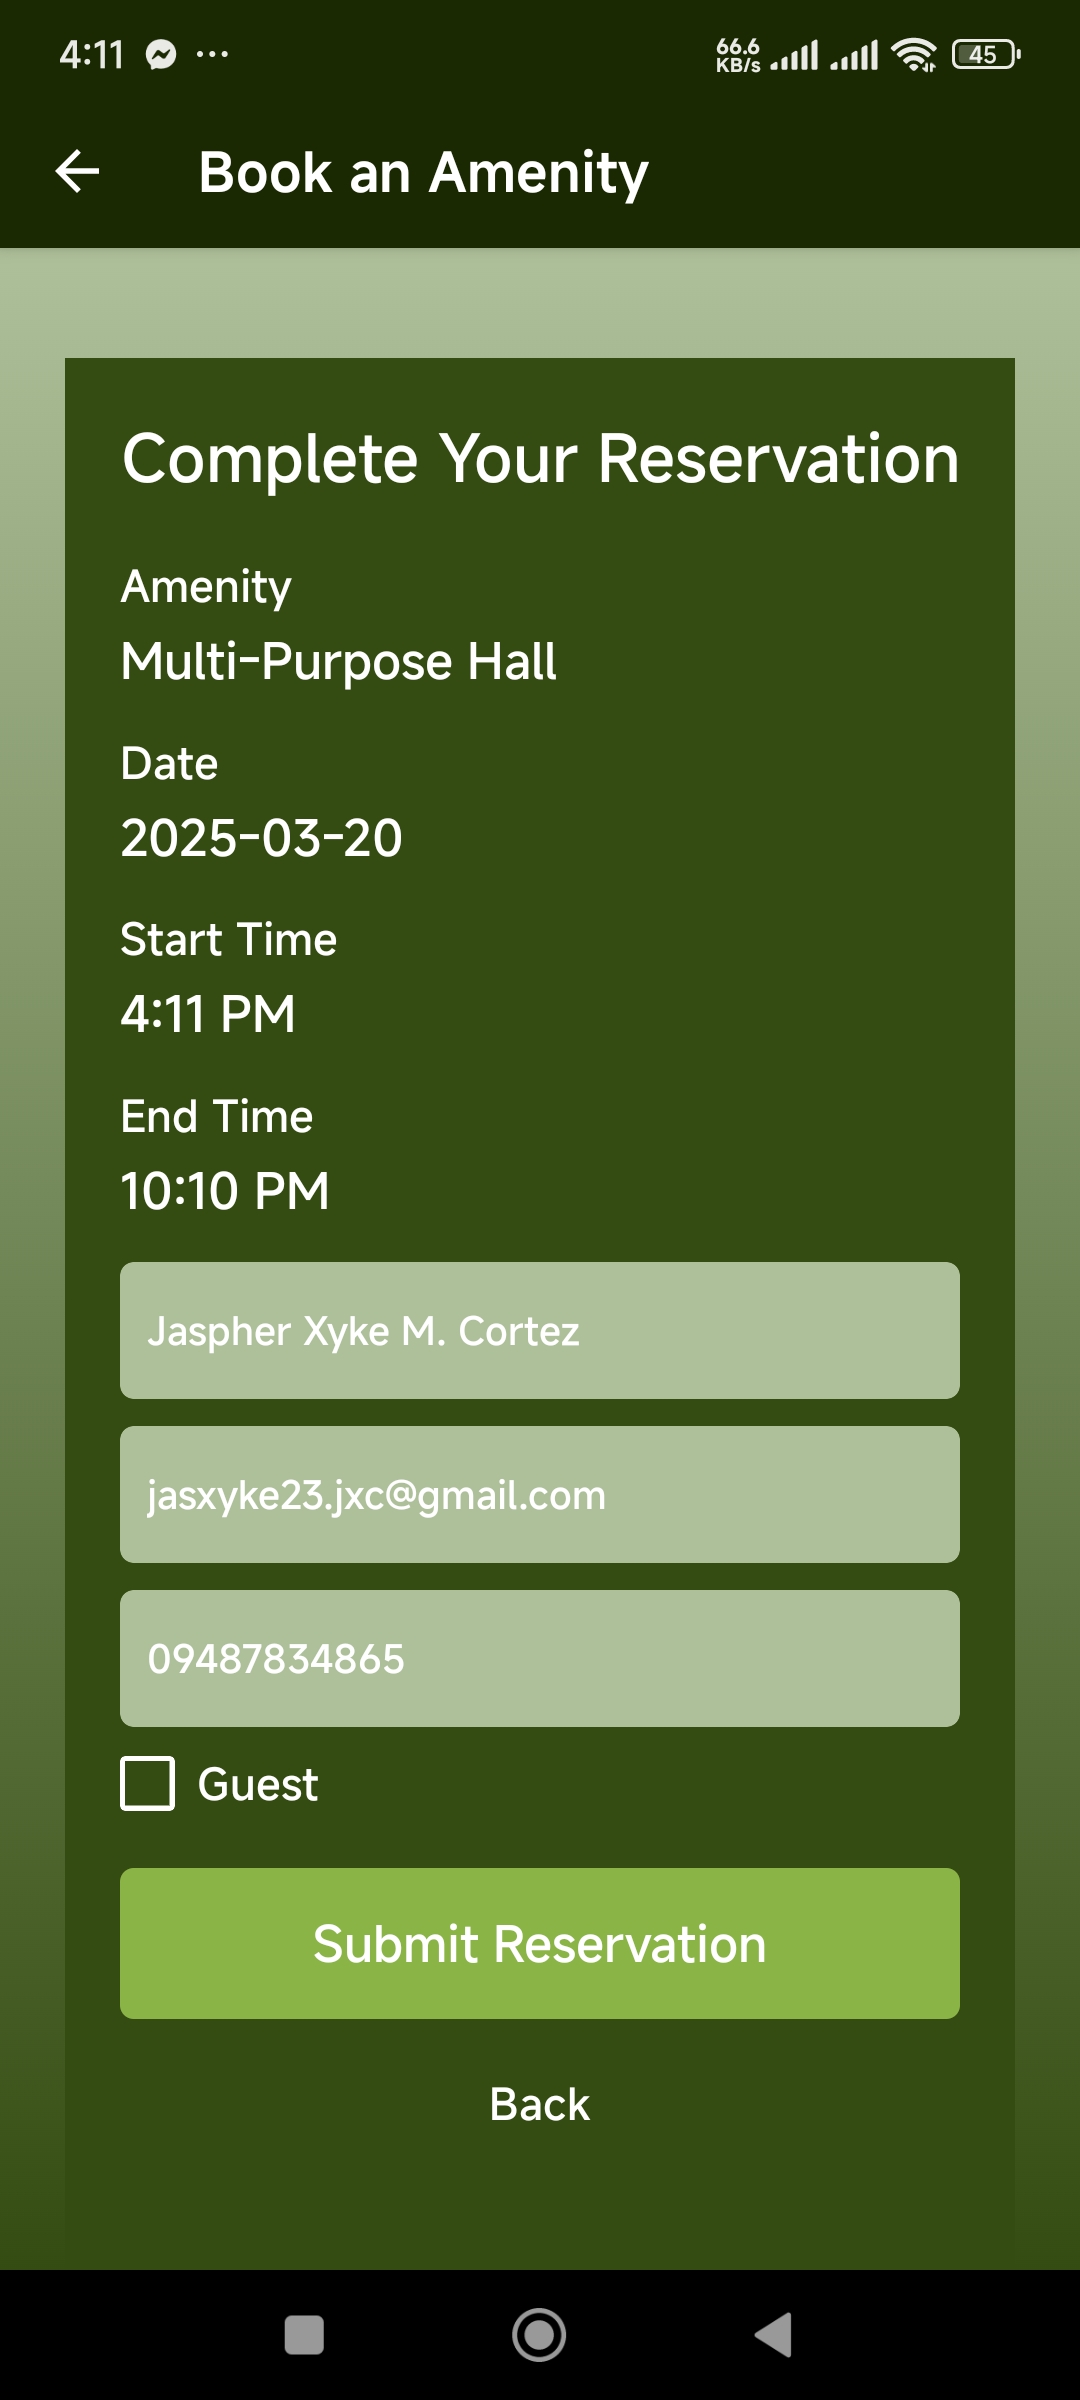 4:11 ...
66.6
KB/s
45
Book an Amenity
Complete Your Reservation
Amenity
Multi-Purpose Hall
Date
2025-03-20
Start Time
4:11 PM
End Time
10:10 PM
Jaspher Xyke M. Cortez
jasxyke23.jxc@gmail.com
09487834865
Guest
Submit Reservation
Back